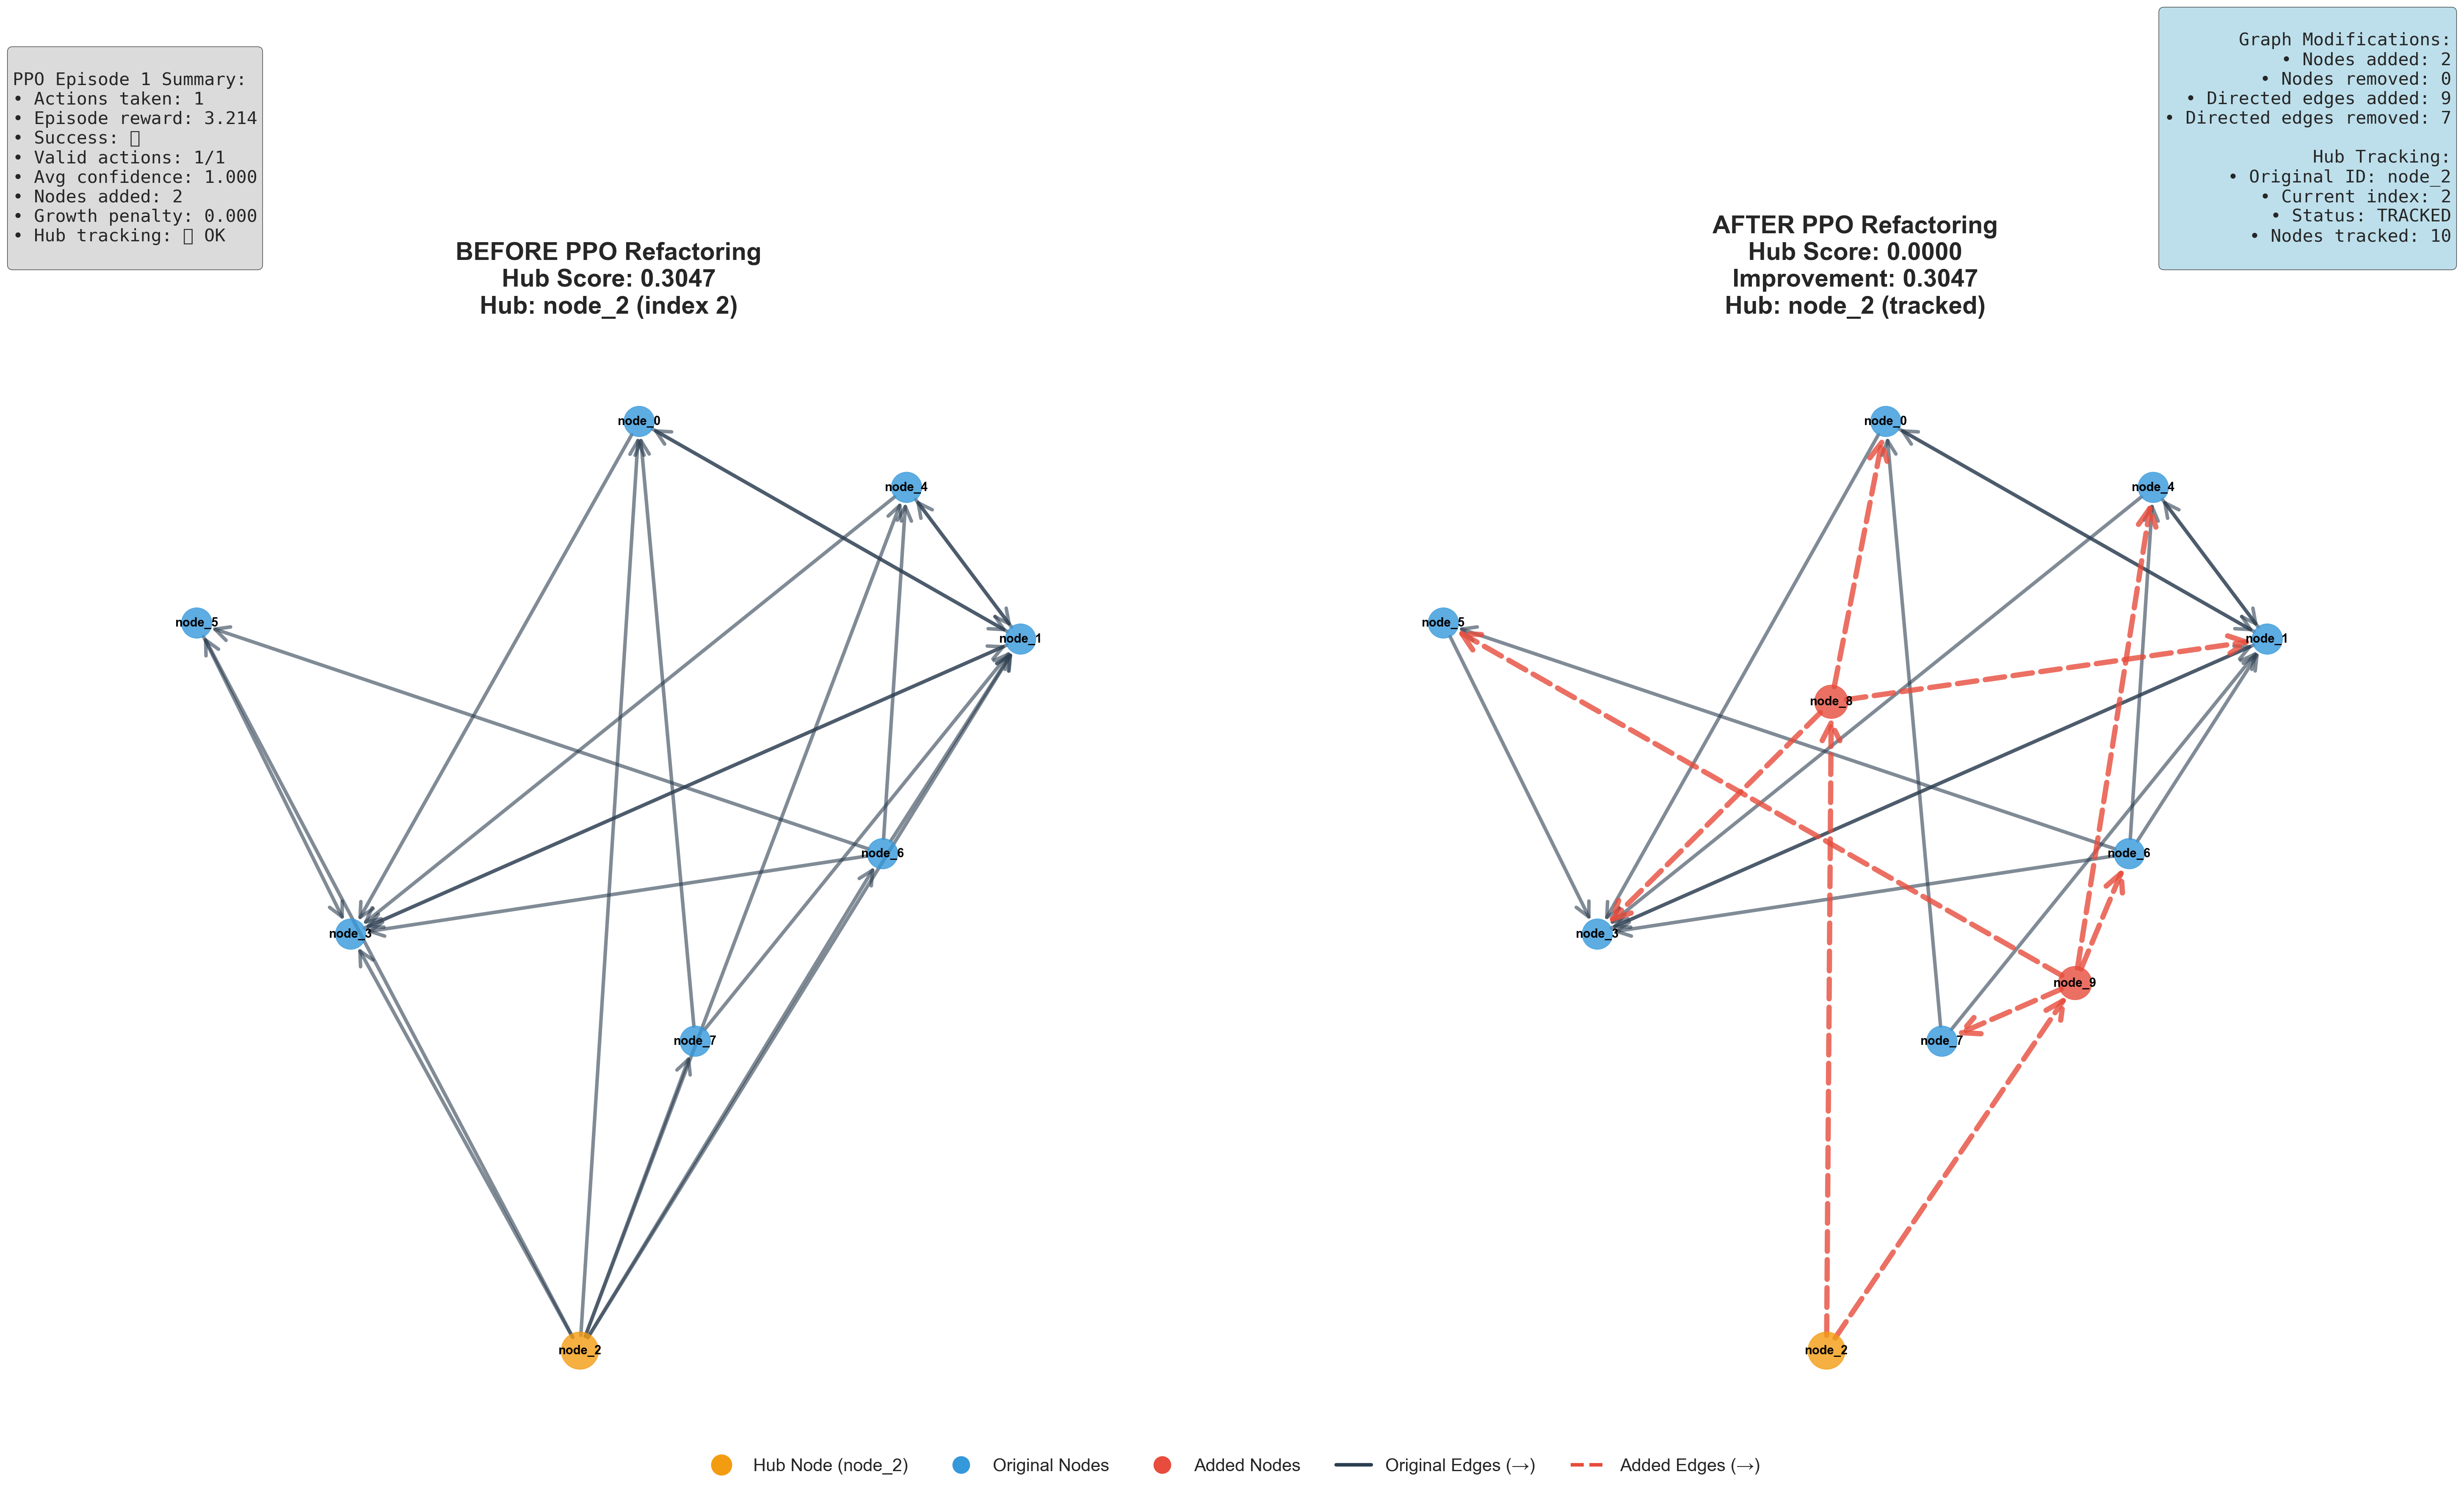 PPO Episode 1 Summary:
• Actions taken: 1
• Episode reward: 3.214
• Success: ▯
• Valid actions: 1/1
• Avg confidence: 1.000
• Nodes added: 2
• Growth penalty: 0.000
• Hub tracking: ▯ OK
Graph Modifications:
• Nodes added: 2
• Nodes removed: 0
• Directed edges added: 9
• Directed edges removed: 7
Hub Tracking:
• Original ID: node_2
• Current index: 2
• Status: TRACKED
• Nodes tracked: 10
BEFORE PPO Refactoring
Hub Score: 0.3047
Hub: node_2 (index 2)
node_0
node_4
node_5
node_1
node_6
node_3
node_7
node_2
AFTER PPO Refactoring
Hub Score: 0.0000
Improvement: 0.3047
Hub: node_2 (tracked)
node_0
node_4
node_5
node_1
node_8
node_6
node_3
node_9
node_7
node_2
Hub Node (node_2)
Original Nodes
Added Nodes
Original Edges (→)
Added Edges (→)